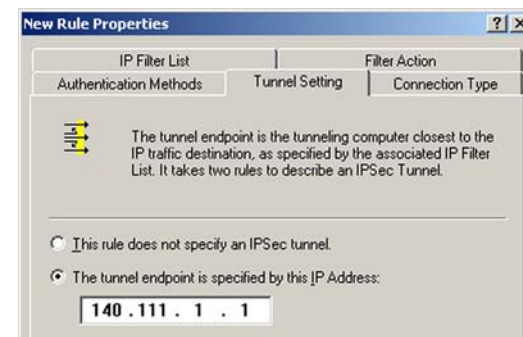 New Rule Properties
IP Filter List
Filter Action
Authentication Methods
Tunnel Setting
Connection Type
The tunnel endpoint is the tunneling computer closest to the
IP traffic destination, as specified by the associated IP Filter
List. It takes two rules to describe an IPSec Tunnel.
This rule does not specify an IPSec tunnel.
The tunnel endpoint is specified by this IP Address:
140 . 111 . 1 . 1